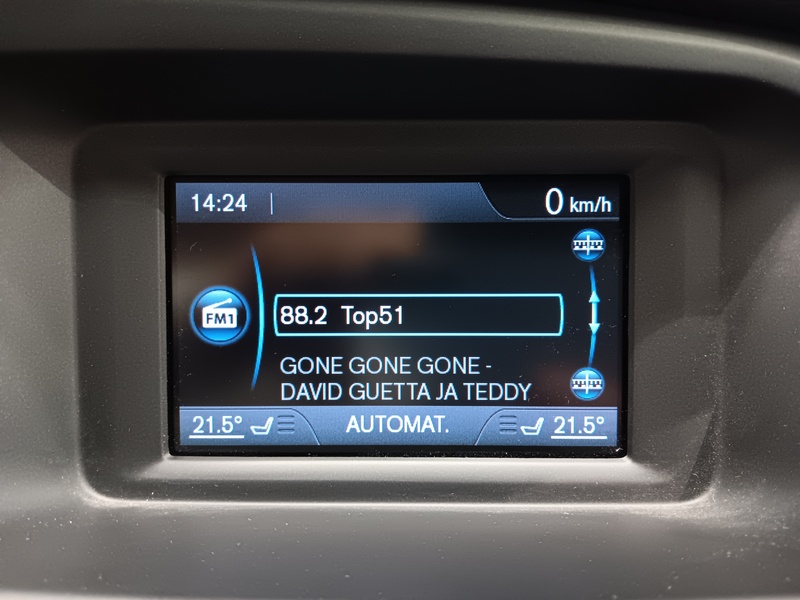 14:24
0 km/h
FM1
88.2 Top51
GONE GONE GONE -
DAVID GUETTA JA TEDDY
21.5° AUTOMAT. 21.5°